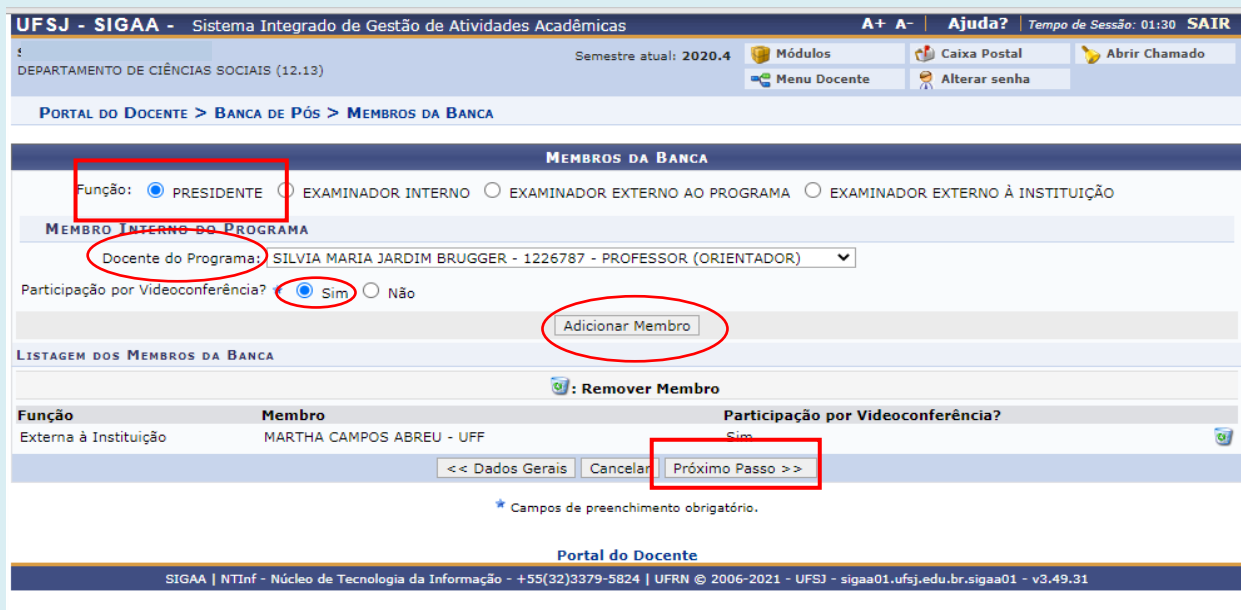 UFSJ - SIGAA - Sistema Integrado de Gestão de Atividades Acadêmicas A+ A- | Ajuda? | Tempo de Sessão: 01:30 SAIR
Semestre atual: 2020.4 Módulos Caixa Postal Abrir Chamado
DEPARTAMENTO DE CIÊNCIAS SOCIAIS (12.13)
Menu Docente Alterar senha
PORTAL DO DOCENTE > BANCA DE PÓS > MEMBROS DA BANCA
MEMBROS DA BANCA
Função: PRESIDENTE EXAMINADOR INTERNO EXAMINADOR EXTERNO AO PROGRAMA EXAMINADOR EXTERNO À INSTITUIÇÃO
MEMBRO INTERNO DO PROGRAMA
Docente do Programa: SILVIA MARIA JARDIM BRUGGER - 1226787 - PROFESSOR (ORIENTADOR)
Participação por Videoconferência? Sim Não
Adicionar Membro
LISTAGEM DOS MEMBROS DA BANCA
: Remover Membro
Função Membro Participação por Videoconferência?
Externa à Instituição MARTHA CAMPOS ABREU - UFF Sim
<< Dados Gerais Cancelar Próximo Passo >>
Campos de preenchimento obrigatório.
Portal do Docente
SIGAA | NTInf - Núcleo de Tecnologia da Informação - +55(32)3379-5824 | UFRN © 2006-2021 - UFSJ - sigaa01.ufsj.edu.br.sigaa01 - v3.49.31